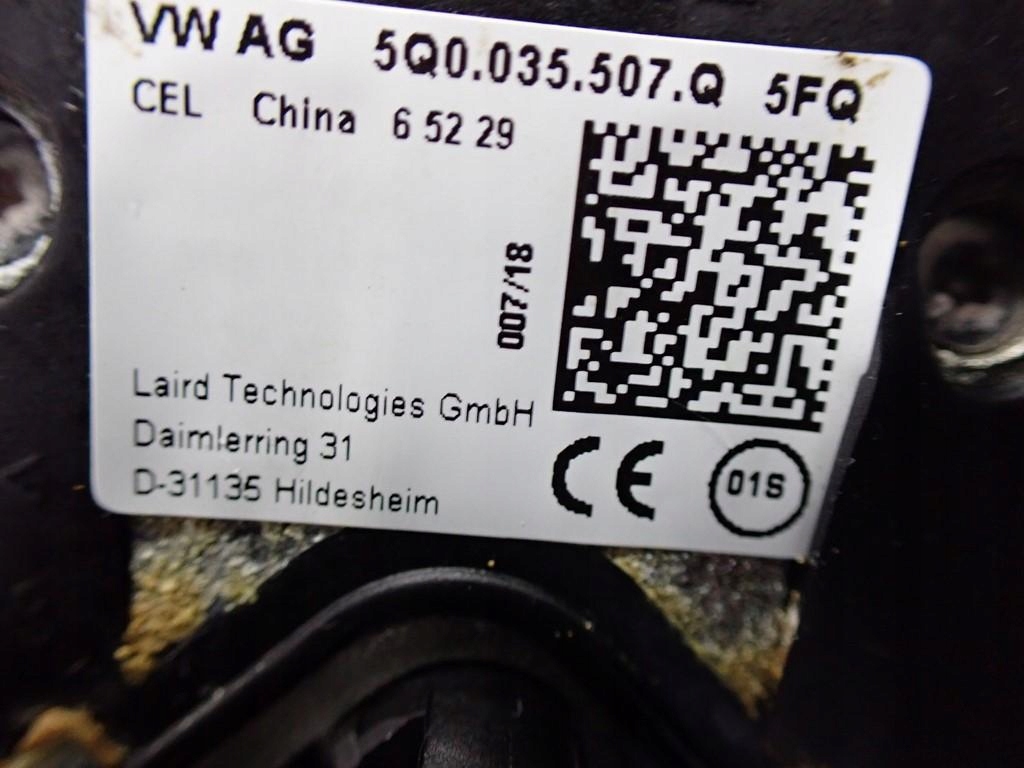 VW AG 5Q0.035.507.Q 5FQ
CEL China 6 52 29
007/18
Laird Technologies GmbH
Daimlerring 31
D-31135 Hildesheim
CE
01S